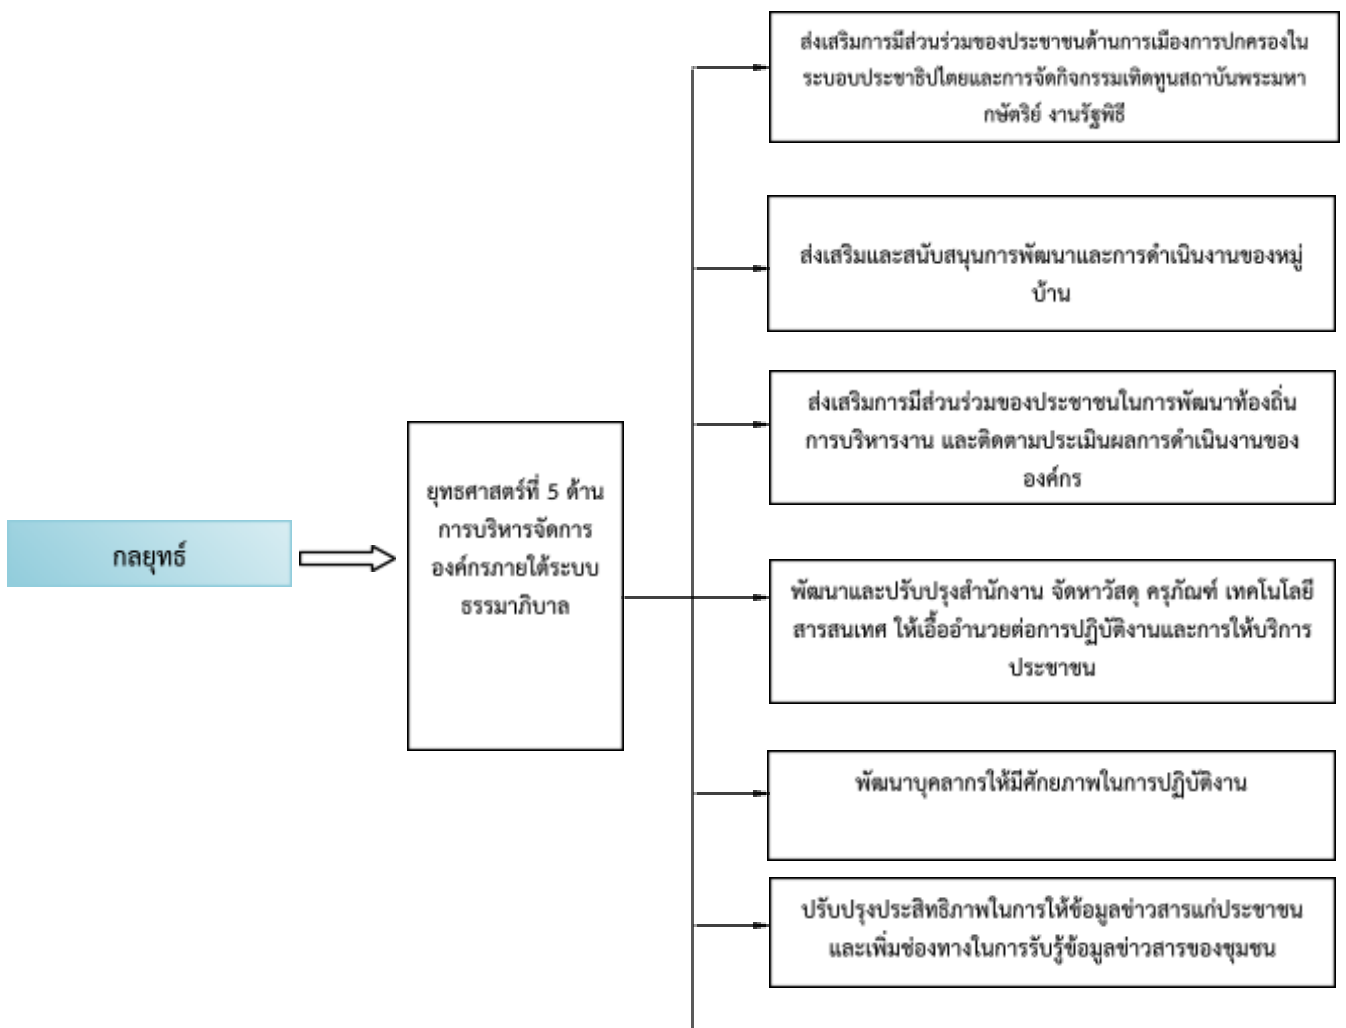 ส่งเสริมการมีส่วนร่วมของประชาชนด้านการเมืองการปกครองใน
ระบอบประชาธิปไตยและการจัดกิจกรรมเทิดทูนสถาบันพระมหา
กษัตริย์ งานรัฐพิธี
ส่งเสริมและสนับสนุนการพัฒนาและการดำเนินงานของหมู่
บ้าน
ส่งเสริมการมีส่วนร่วมของประชาชนในการพัฒนาท้องถิ่น
การบริหารงาน และติดตามประเมินผลการดำเนินงานของ
องค์กร
กลยุทธ์
ยุทธศาสตร์ที่ 5 ด้าน
การบริหารจัดการ
องค์กรภายใต้ระบบ
ธรรมาภิบาล
พัฒนาและปรับปรุงสำนักงาน จัดหาวัสดุ ครุภัณฑ์ เทคโนโลยี
สารสนเทศ ให้เอื้ออำนวยต่อการปฏิบัติงานและการให้บริการ
ประชาชน
พัฒนาบุคลากรให้มีศักยภาพในการปฏิบัติงาน
ปรับปรุงประสิทธิภาพในการให้ข้อมูลข่าวสารแก่ประชาชน
และเพิ่มช่องทางในการรับรู้ข้อมูลข่าวสารของชุมชน